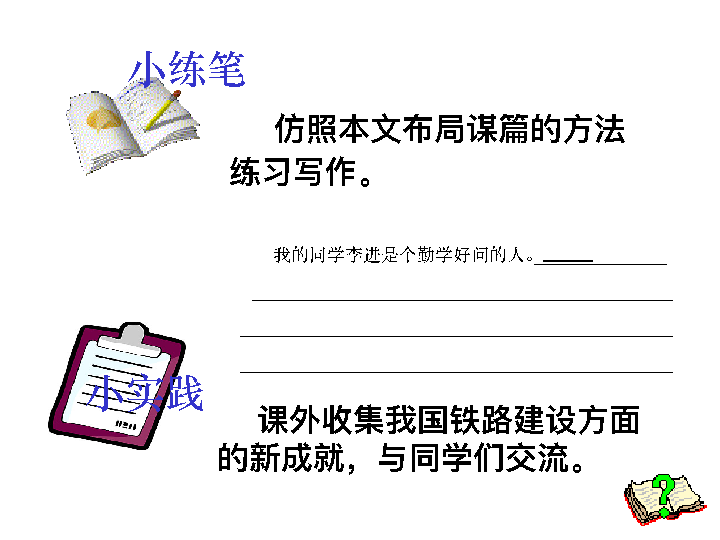 小练笔
仿照本文布局谋篇的方法
练习写作。
我的同学李进是个勤学好问的人。
小实践
课外收集我国铁路建设方面
的新成就，与同学们交流。